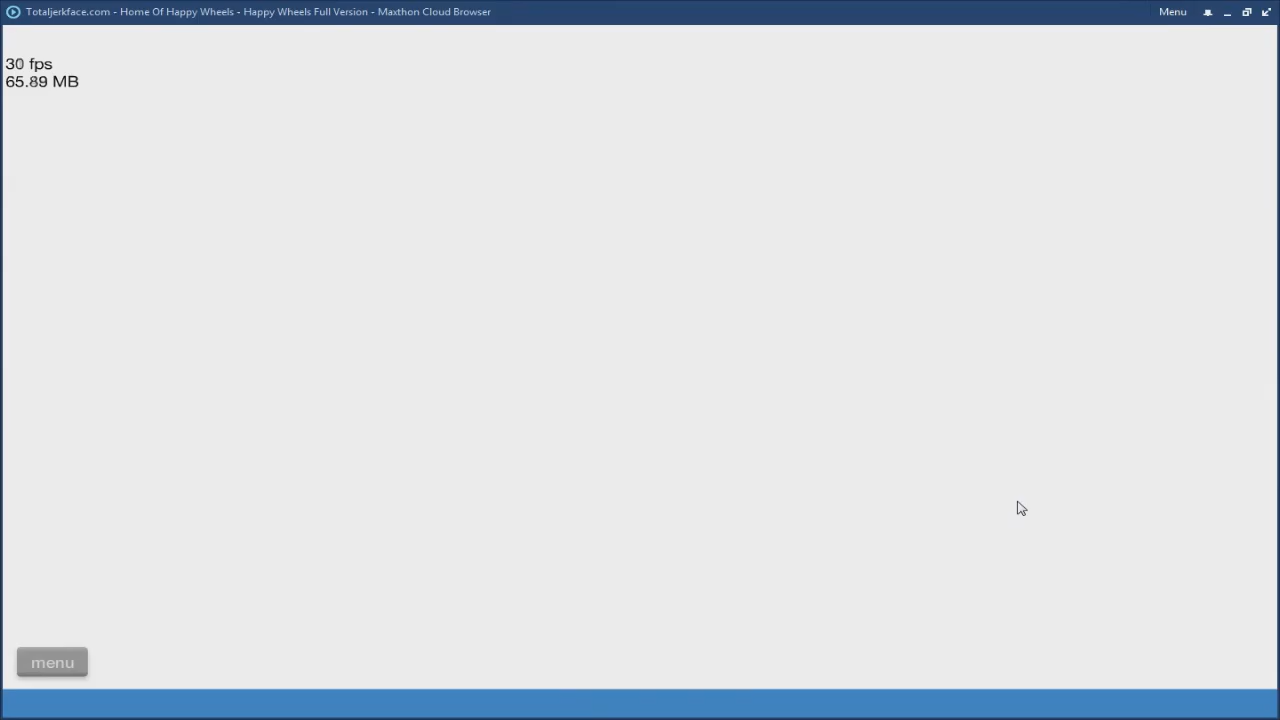 Totaljerkface.com - Home Of Happy Wheels - Happy Wheels Full Version - Maxthon Cloud Browser
Menu
30 fps
65.89 MB
menu